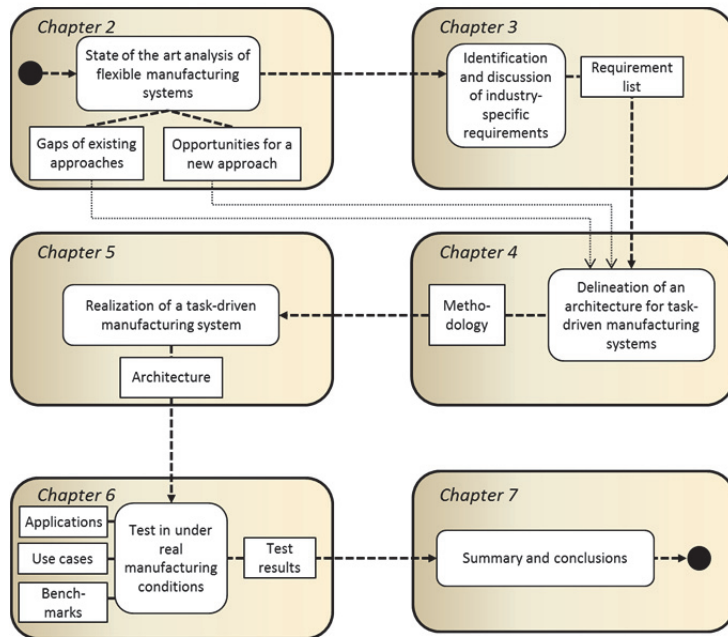 Chapter 2
State of the art analysis of
flexible manufacturing
systems
Gaps of existing
approaches
Opportunities for a
new approach
Chapter 3
Identification
and discussion
of industry-
specific
requirements
Requirement
list
Chapter 4
Delineation of an
architecture for task-
driven manufacturing
systems
Metho-
dology
Chapter 5
Realization of a task-driven
manufacturing system
Architecture
Chapter 6
Applications
Use cases
Bench-
marks
Test in under
real
manufacturing
conditions
Test
results
Chapter 7
Summary and conclusions